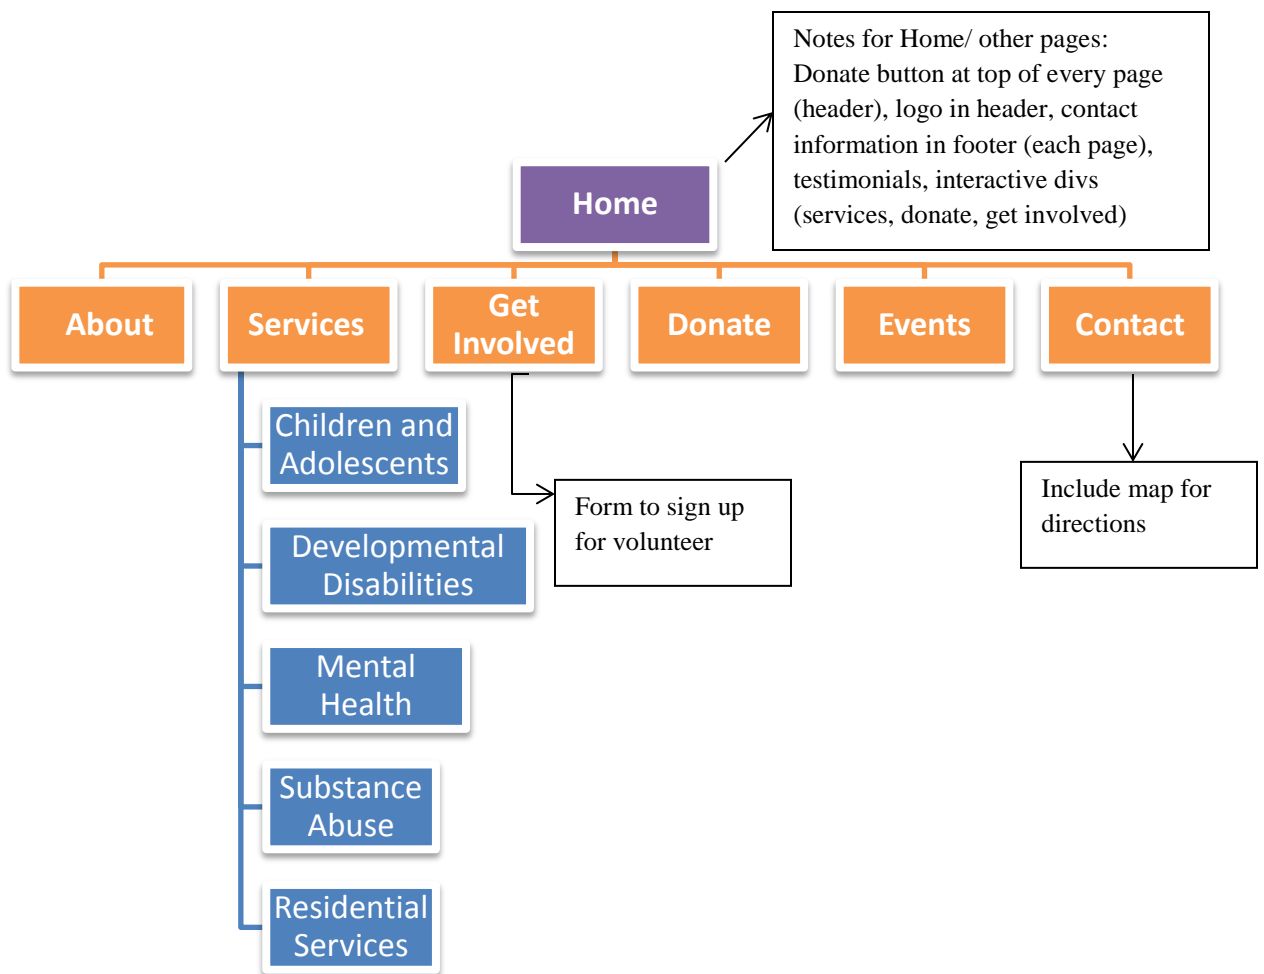 Notes for Home/ other pages:
Donate button at top of every page
(header), logo in header, contact
information in footer (each page),
testimonials, interactive divs
(services, donate, get involved)
Home
About
Services
Get
Involved
Donate
Events
Contact
Children and
Adolescents
Developmental
Disabilities
Mental
Health
Substance
Abuse
Residential
Services
Form to sign up
for volunteer
Include map for
directions